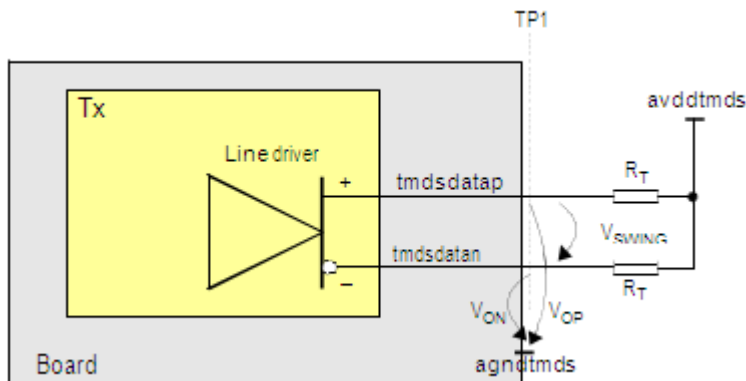 TP1
avddtmds
Tx
Line driver
+
tmdsdatap
R_T
V_SWING
tmdsdatan
R_T
–
V_ON
V_OP
agndtmds
Board